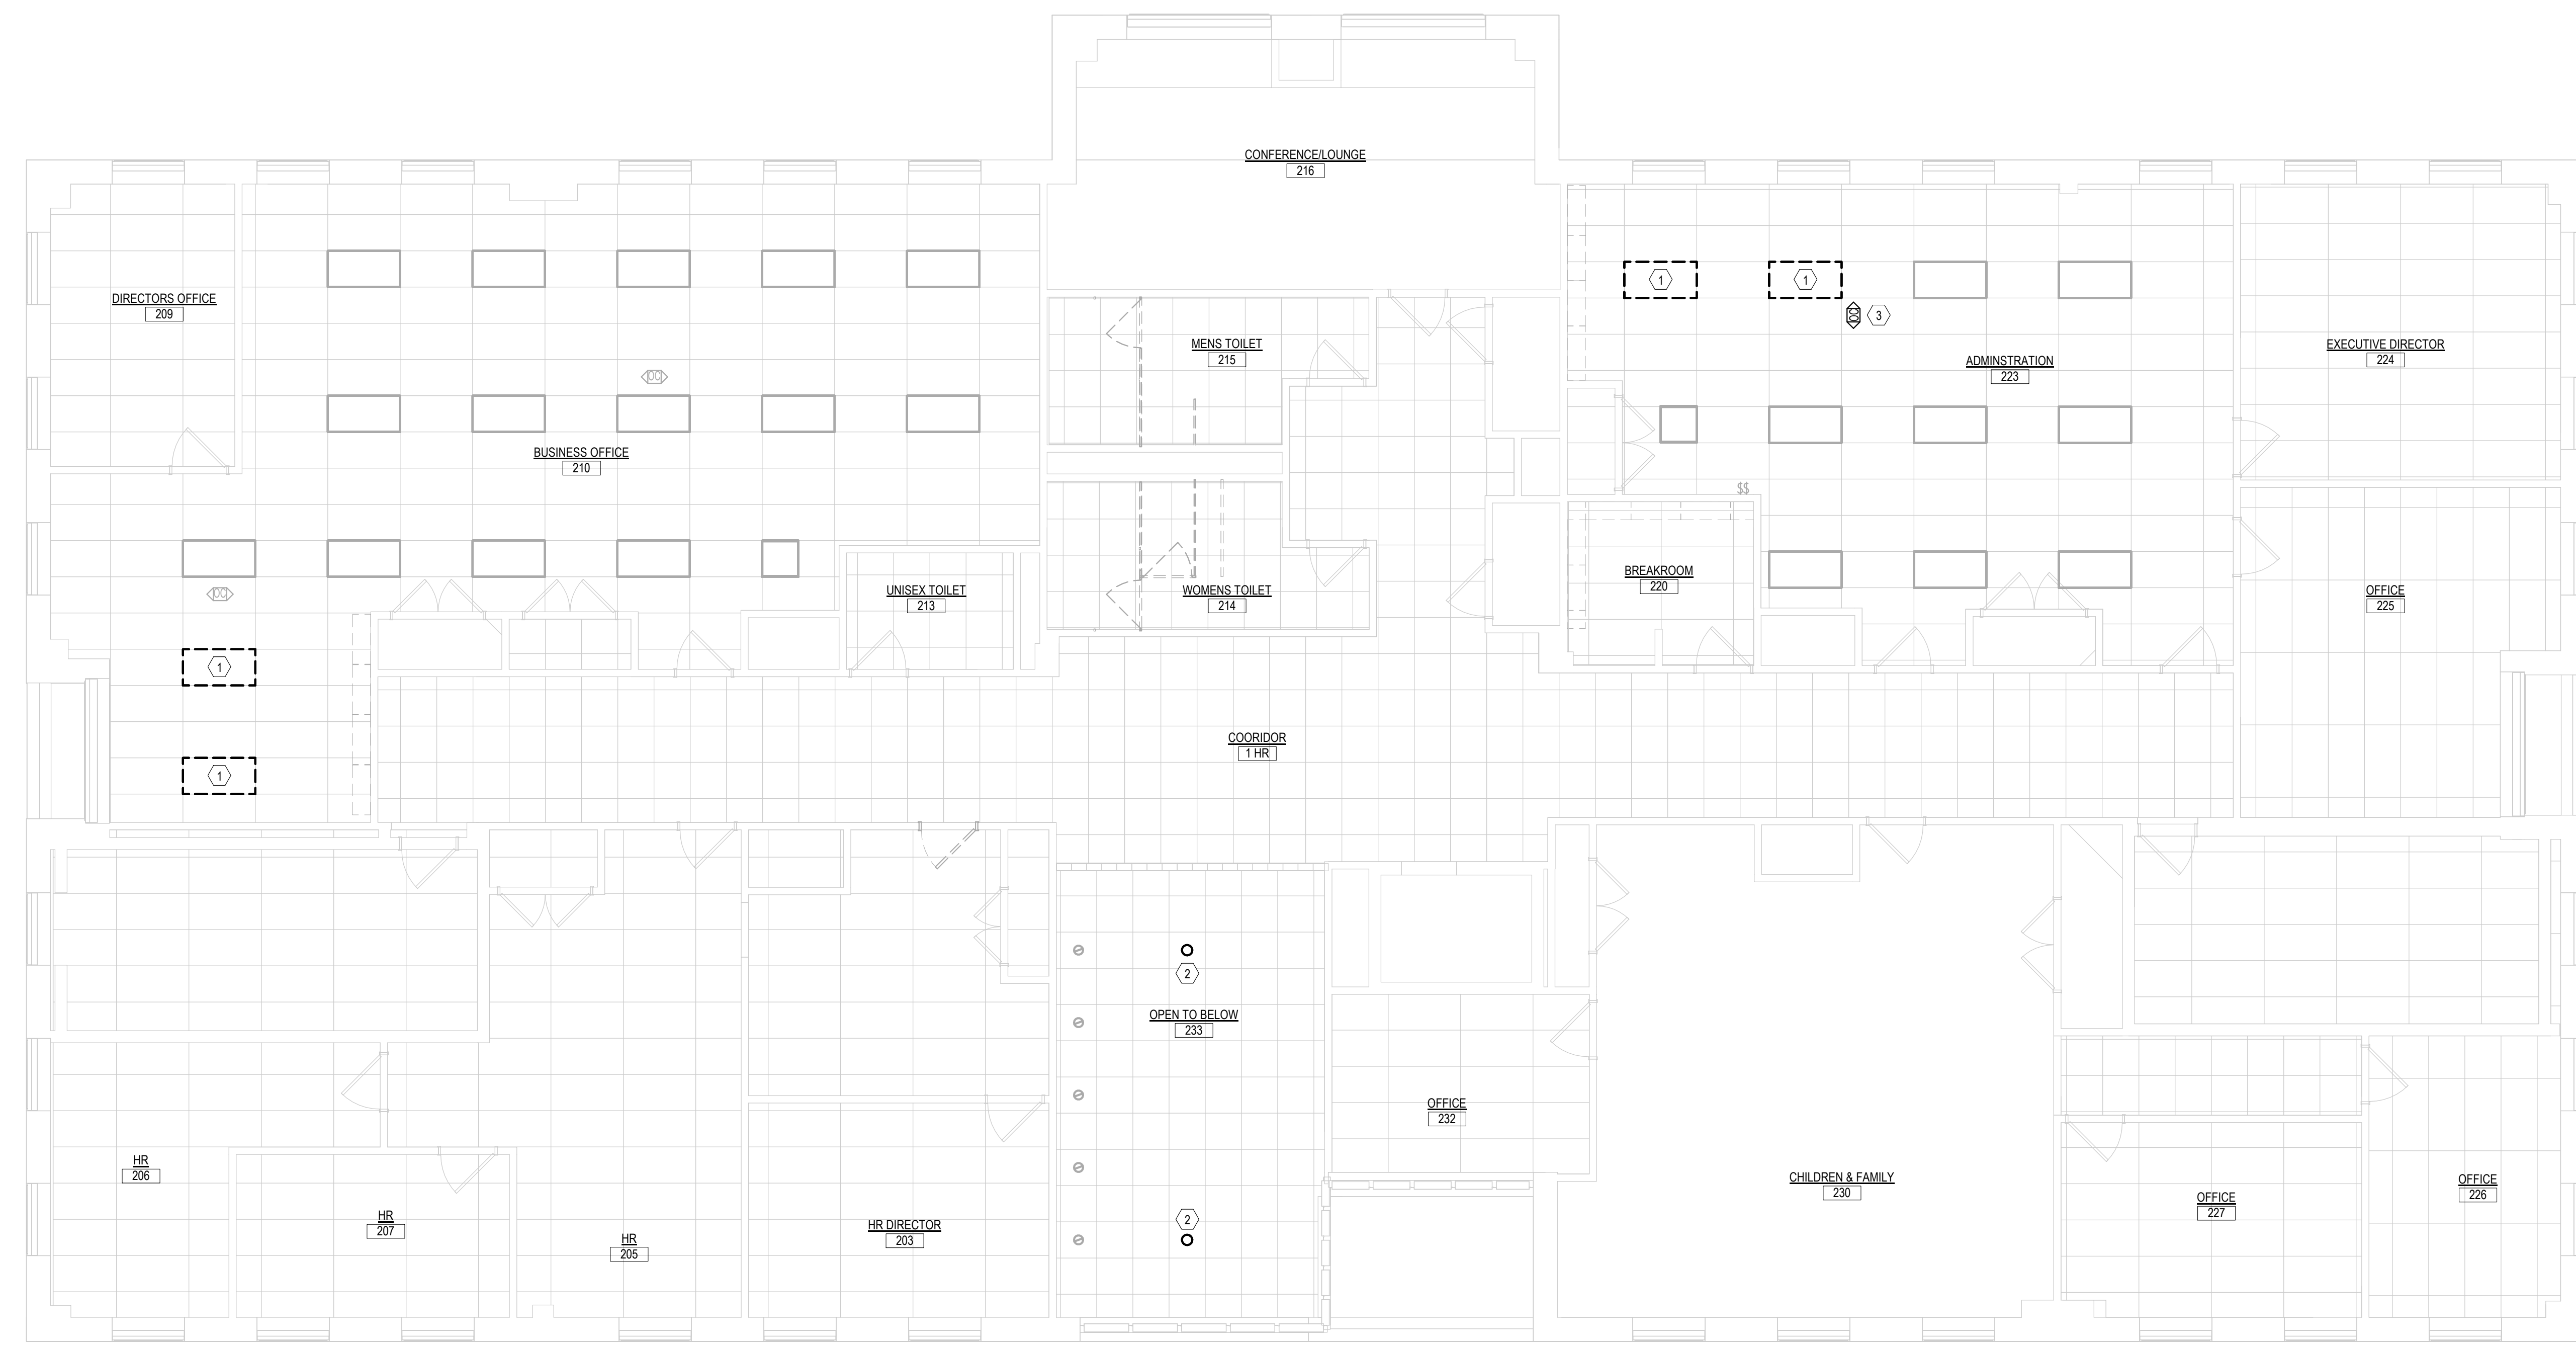 CONFERENCE/LOUNGE
216
DIRECTORS OFFICE
209
1
1
3
MENS TOILET
215
EXECUTIVE DIRECTOR
224
ADMINSTRATION
223
OC
OC
BUSINESS OFFICE
210
$$
BREAKROOM
220
UNISEX TOILET
213
WOMENS TOILET
214
OFFICE
225
OC
1
COORIDOR
1 HR
1
2
OPEN TO BELOW
233
OFFICE
232
HR
206
CHILDREN & FAMILY
230
OFFICE
226
HR
207
HR DIRECTOR
203
2
OFFICE
227
HR
205